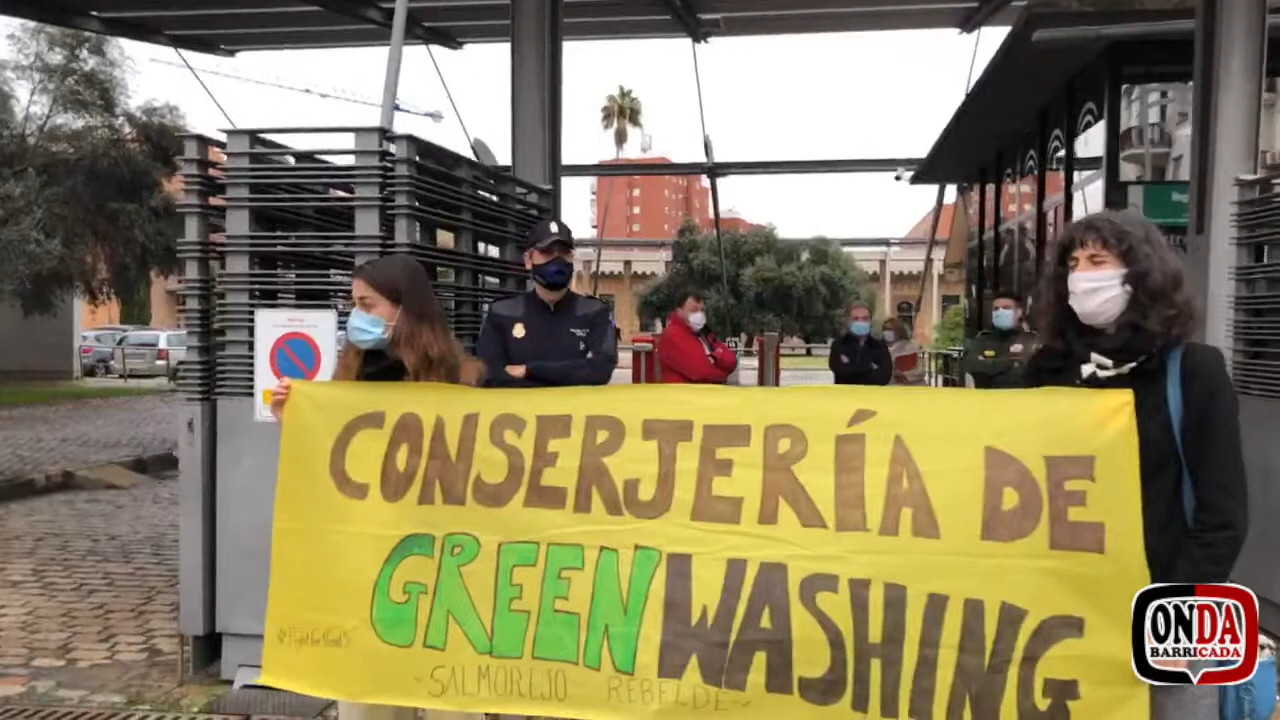 CONSERJERÍA DE
GREENWASHING
~SALMOREJO REBELDE~
ONDA
BARRICADA